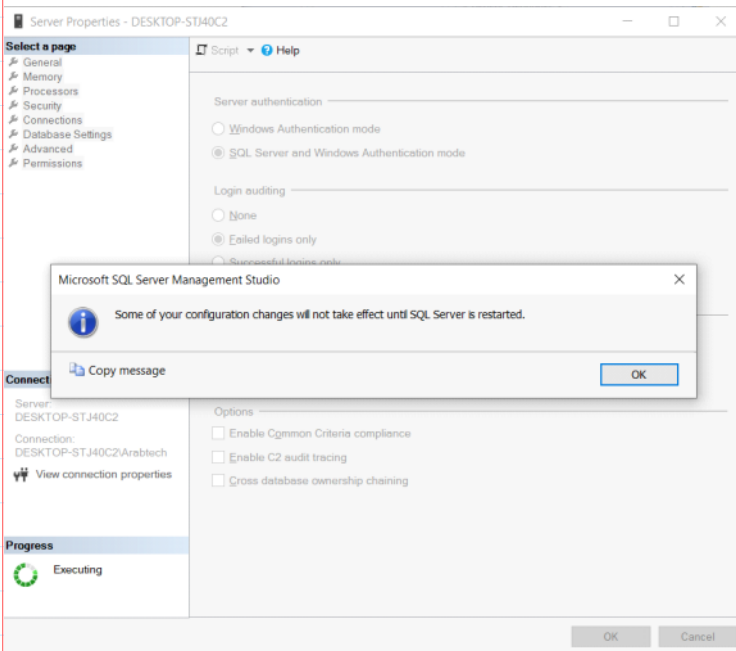 Server Properties - DESKTOP-STJ40C2
Select a page
General
Memory
Processors
Security
Connections
Database Settings
Advanced
Permissions
Script
Help
Server authentication
Windows Authentication mode
SQL Server and Windows Authentication mode
Login auditing
None
Failed logins only
Successful logins only
Microsoft SQL Server Management Studio
Some of your configuration changes will not take effect until SQL Server is restarted.
Copy message
OK
Connect
Server:
DESKTOP-STJ40C2
Connection:
DESKTOP-STJ40C2\Arabtech
View connection properties
Options
Enable Common Criteria compliance
Enable C2 audit tracing
Cross database ownership chaining
Progress
Executing
OK
Cancel